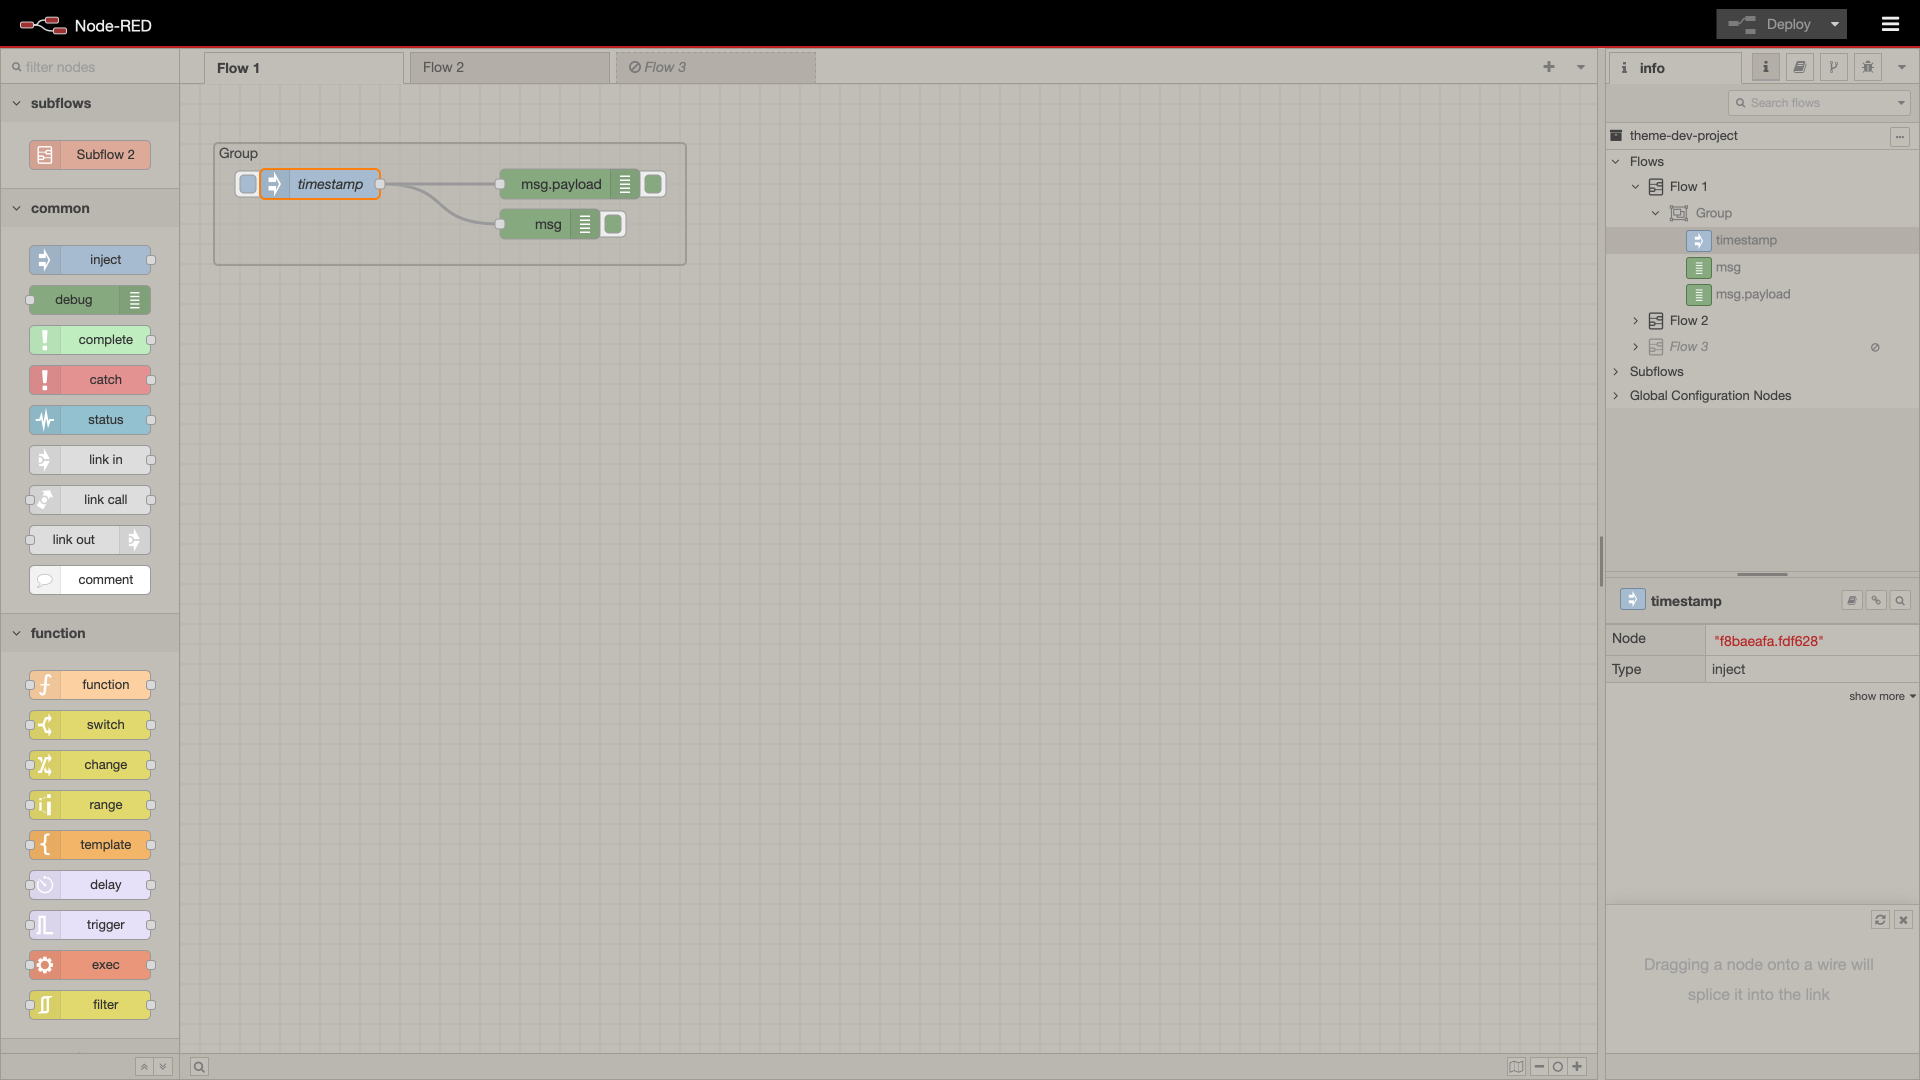 Node-RED
Deploy
filter nodes
Flow 1
Flow 2
Flow 3
info
subflows
Subflow 2
common
inject
debug
complete
catch
status
link in
link call
link out
comment
function
function
switch
change
range
template
delay
trigger
exec
filter
Group
timestamp
msg.payload
msg
Search flows
theme-dev-project
...
Flows
Flow 1
Group
timestamp
msg
msg.payload
Flow 2
Flow 3
Subflows
Global Configuration Nodes
timestamp
Node "f8baeafa.fdf628"
Type inject
show more
Dragging a node onto a wire will
splice it into the link